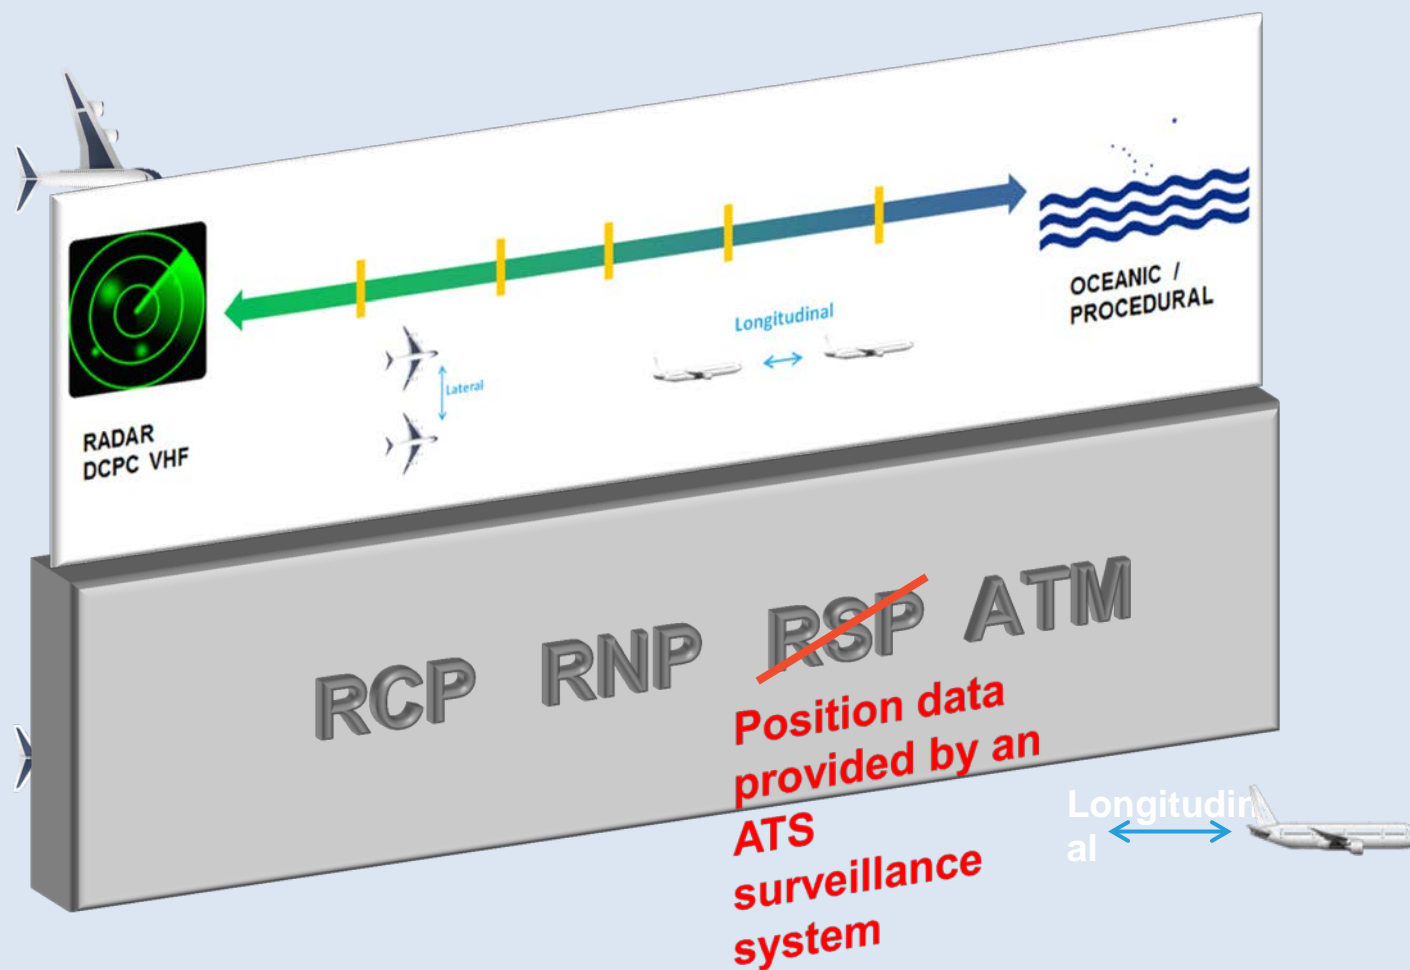 RADAR
DCPC VHF
Lateral
Longitudinal
OCEANIC /
PROCEDURAL
RCP RNP RSP ATM
Position data
provided by an
ATS
surveillance
system
Longitudin
al